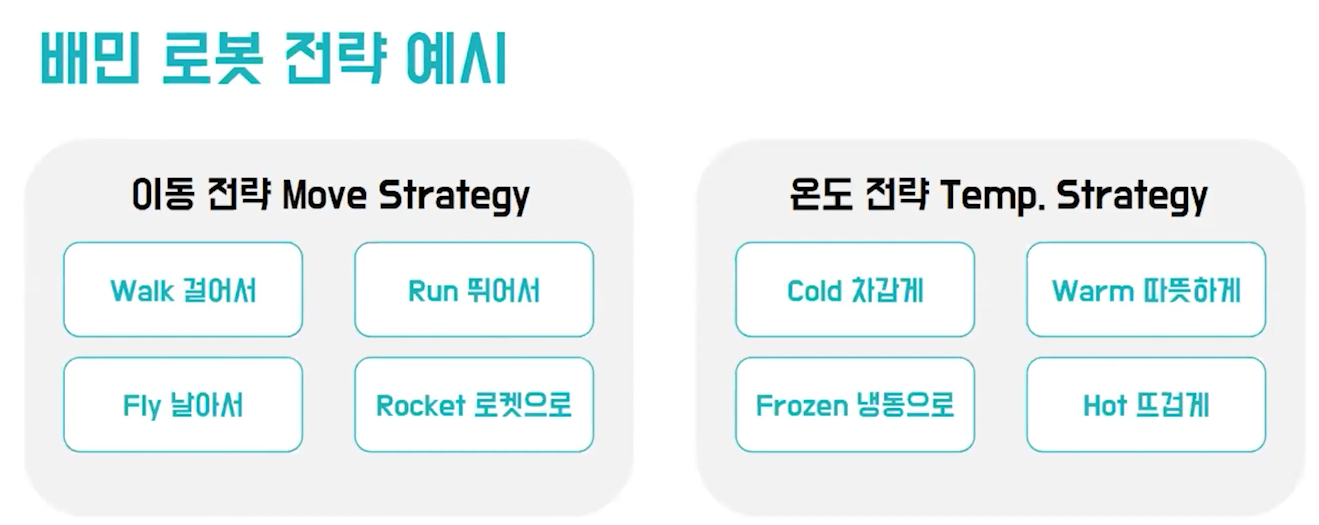 배민 로봇 전략 예시
이동 전략 Move Strategy
Walk 걸어서
Run 뛰어서
Fly 날아서
Rocket 로켓으로
온도 전략 Temp. Strategy
Cold 차갑게
Warm 따뜻하게
Frozen 냉동으로
Hot 뜨겁게